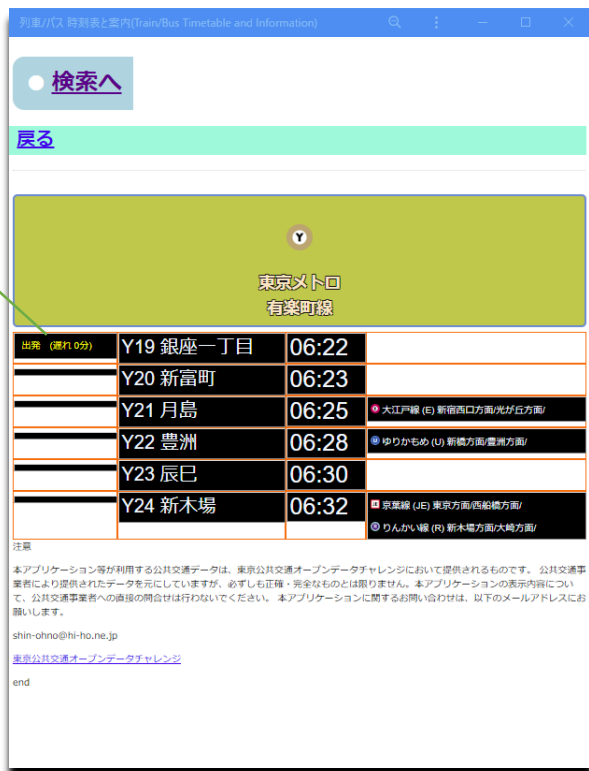 列車/バス 時刻表と案内(Train/Bus Timetable and Information)
検索へ
戻る
Y
東京メトロ
有楽町線
出発 (遅れ 0分) Y19 銀座一丁目 06:22
Y20 新富町 06:23
Y21 月島 06:25 大江戸線 (E) 新宿西口方面/光が丘方面/
Y22 豊洲 06:28 U ゆりかもめ (U) 新橋方面/豊洲方面/
Y23 辰巳 06:30
Y24 新木場 06:32 京葉線 (JE) 東京方面/西船橋方面/
りんかい線 (R) 新木場方面/大崎方面/
注意
本アプリケーション等が利用する公共交通データは、東京公共交通オープンデータチャレンジにおいて提供されるものです。 公共交通事
業者により提供されたデータを元にしていますが、必ずしも正確・完全なものとは限りません。本アプリケーションの表示内容につい
て、公共交通事業者への直接の問合せは行わないでください。 本アプリケーションに関するお問い合わせは、以下のメールアドレスにお
願いします。
shin-ohno@hi-ho.ne.jp
東京公共交通オープンデータチャレンジ
end